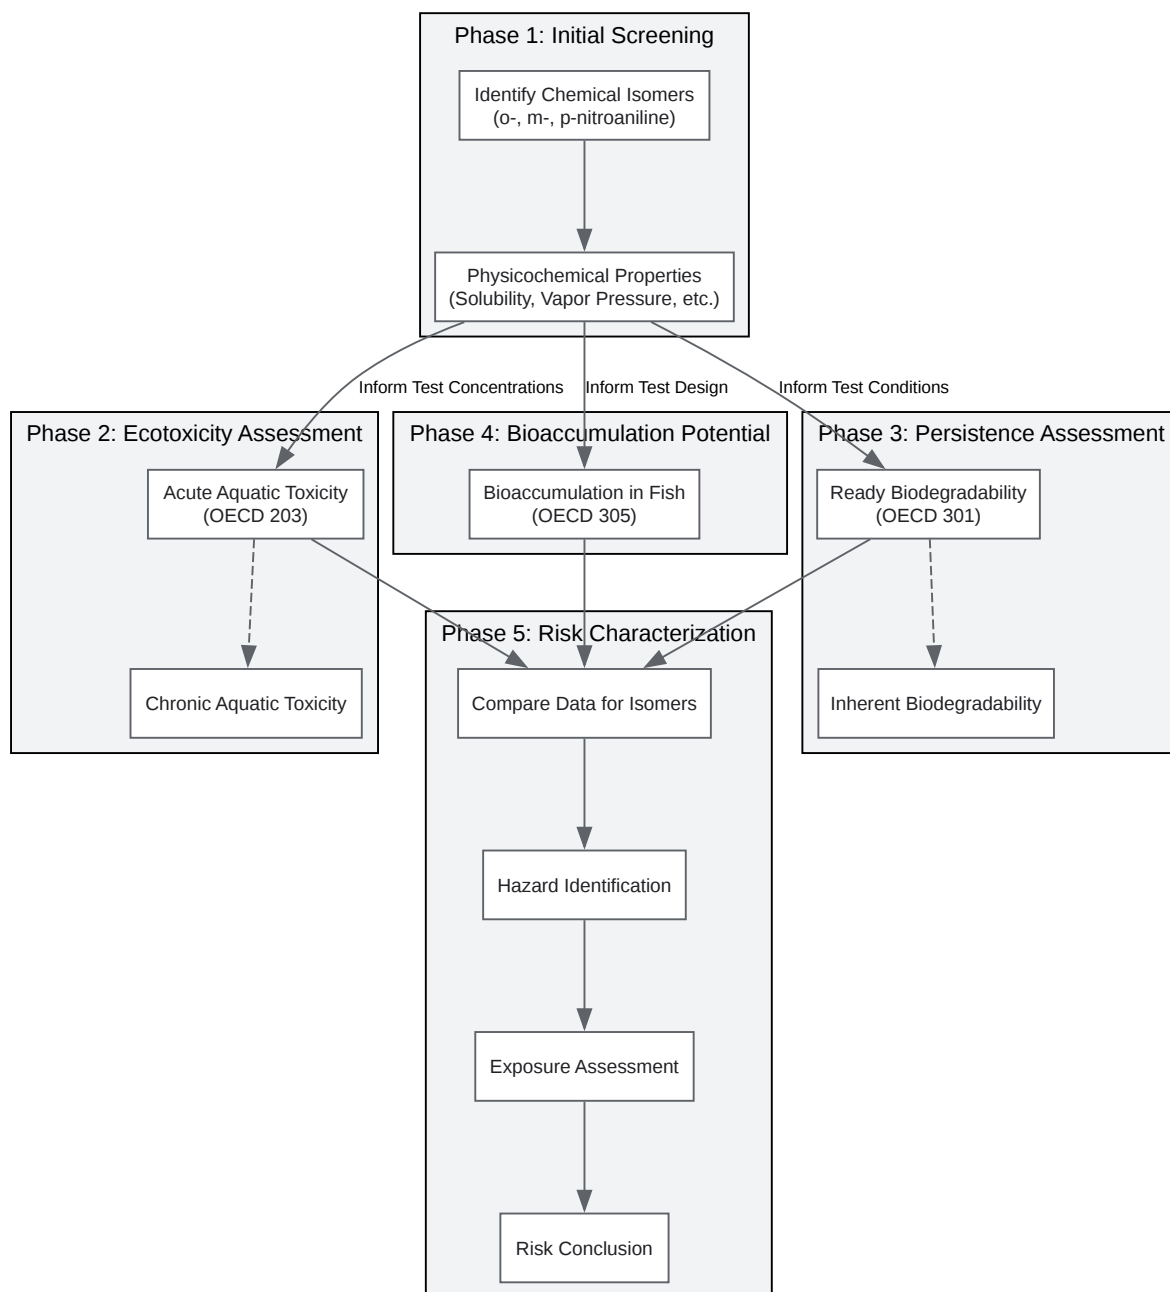 Phase 1: Initial Screening
Identify Chemical Isomers
(o-, m-, p-nitroaniline)
Physicochemical Properties
(Solubility, Vapor Pressure, etc.)
Inform Test Concentrations
Inform Test Design
Inform Test Conditions
Phase 2: Ecotoxicity Assessment
Phase 4: Bioaccumulation Potential
Phase 3: Persistence Assessment
Acute Aquatic Toxicity
(OECD 203)
Bioaccumulation in Fish
(OECD 305)
Ready Biodegradability
(OECD 301)
Phase 5: Risk Characterization
Chronic Aquatic Toxicity
Compare Data for Isomers
Inherent Biodegradability
Hazard Identification
Exposure Assessment
Risk Conclusion